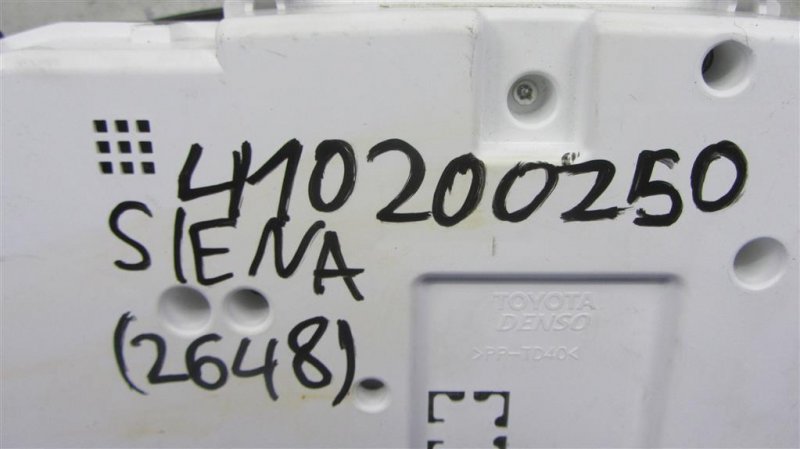 410200250
SIENA
(2648)
TOYOTA
DENSO
>PP-TD40<